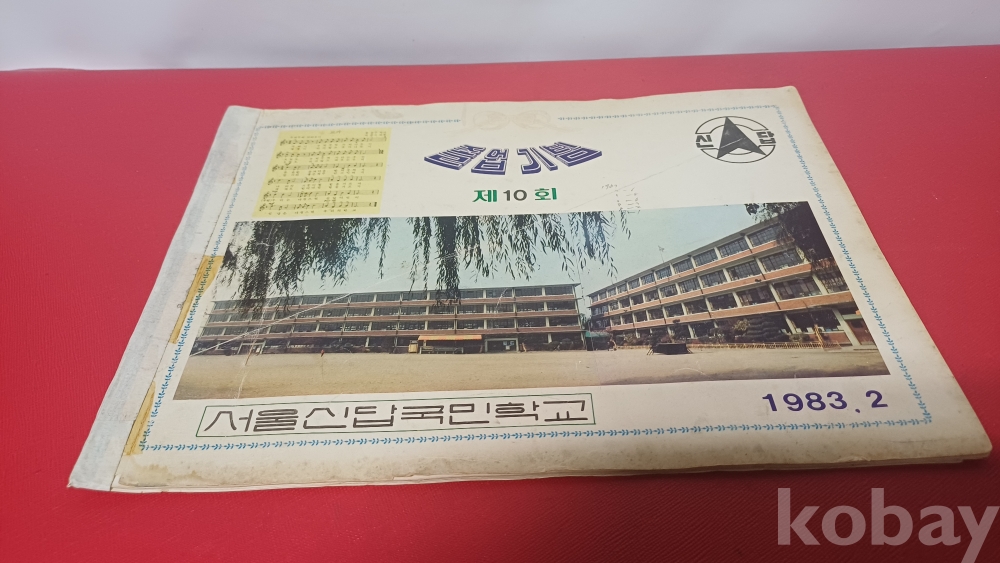 졸업기념
신답
제10회
서울신답국민학교
1983.2
kobay